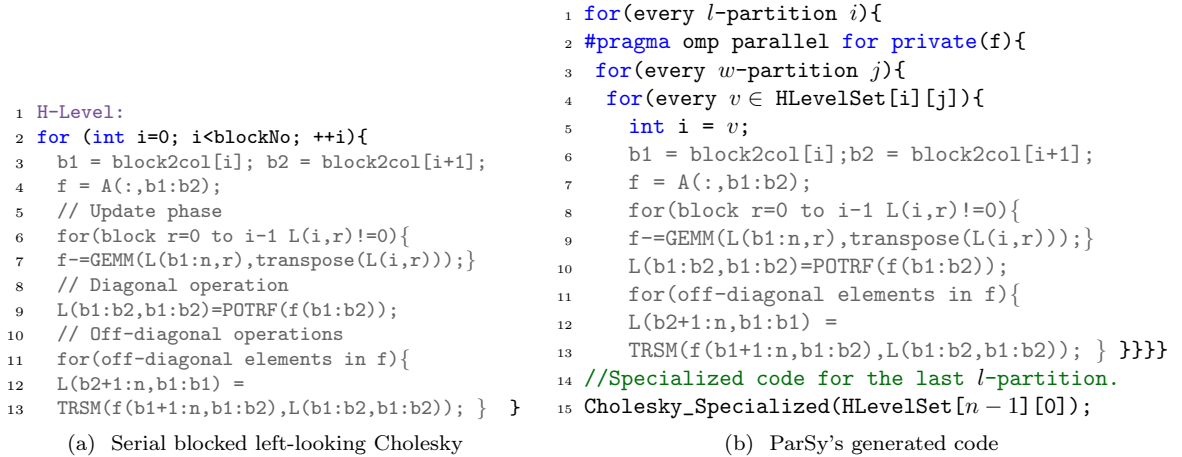 1 H-Level:
2 for (int i=0; i<blockNo; ++i){
3 b1 = block2col[i]; b2 = block2col[i+1];
4 f = A(:,b1:b2);
5 // Update phase
6 for(block r=0 to i-1 L(i,r)!=0){
7 f-=GEMM(L(b1:n,r),transpose(L(i,r)));}
8 // Diagonal operation
9 L(b1:b2,b1:b2)=POTRF(f(b1:b2));
10 // Off-diagonal operations
11 for(off-diagonal elements in f){
12 L(b2+1:n,b1:b1) =
13 TRSM(f(b1+1:n,b1:b2),L(b1:b2,b1:b2)); } }
(a) Serial blocked left-looking Cholesky
1 for(every l-partition i){
2 #pragma omp parallel for private(f){
3 for(every w-partition j){
4 for(every v ∈ HLevelSet[i][j]){
5 int i = v;
6 b1 = block2col[i];b2 = block2col[i+1];
7 f = A(:,b1:b2);
8 for(block r=0 to i-1 L(i,r)!=0){
9 f-=GEMM(L(b1:n,r),transpose(L(i,r)));}
10 L(b1:b2,b1:b2)=POTRF(f(b1:b2));
11 for(off-diagonal elements in f){
12 L(b2+1:n,b1:b1) =
13 TRSM(f(b1+1:n,b1:b2),L(b1:b2,b1:b2)); } }}}}
14 //Specialized code for the last l-partition.
15 Cholesky_Specialized(HLevelSet[n − 1][0]);
(b) ParSy's generated code